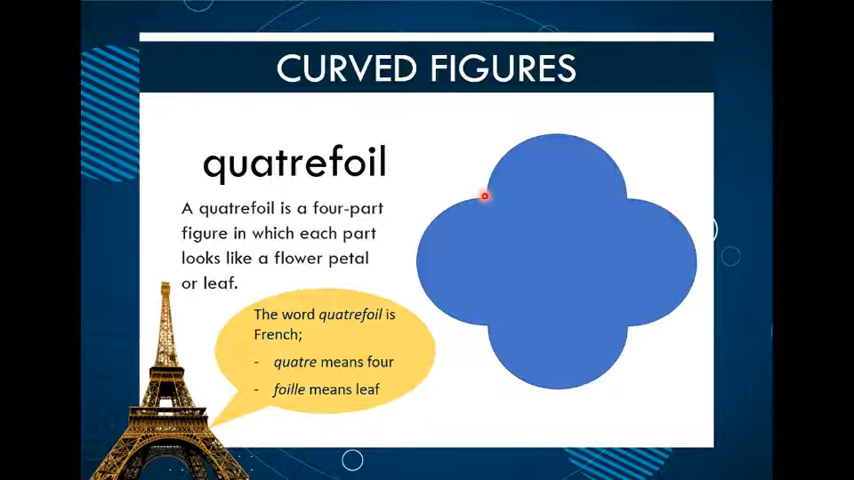 CURVED FIGURES
quatrefoil
A quatrefoil is a four-part
figure in which each part
looks like a flower petal
or leaf.
The word quatrefoil is
French;
- quatre means four
- foille means leaf